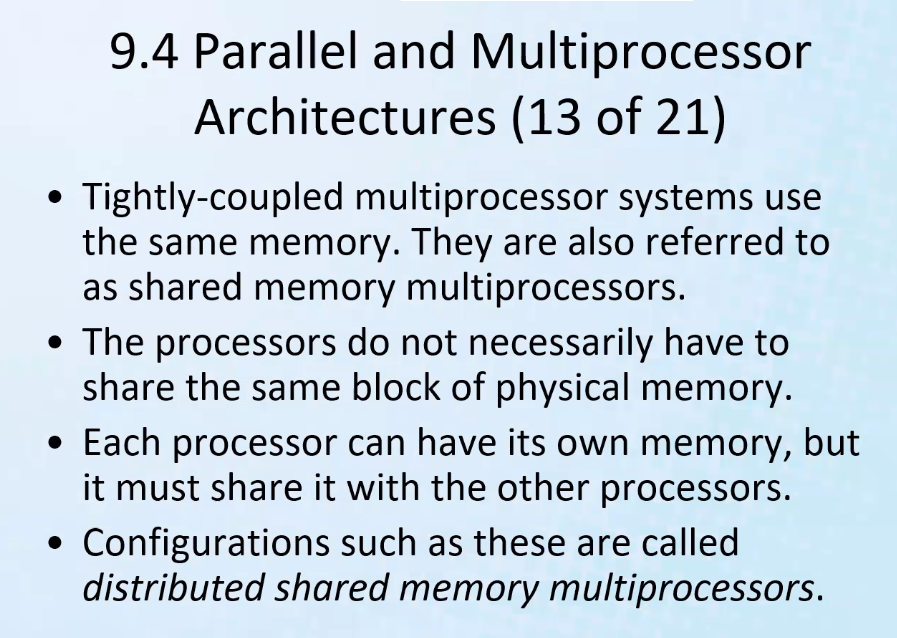 9.4 Parallel and Multiprocessor
Architectures (13 of 21)
• Tightly-coupled multiprocessor systems use
the same memory. They are also referred to
as shared memory multiprocessors.
• The processors do not necessarily have to
share the same block of physical memory.
• Each processor can have its own memory, but
it must share it with the other processors.
• Configurations such as these are called
distributed shared memory multiprocessors.